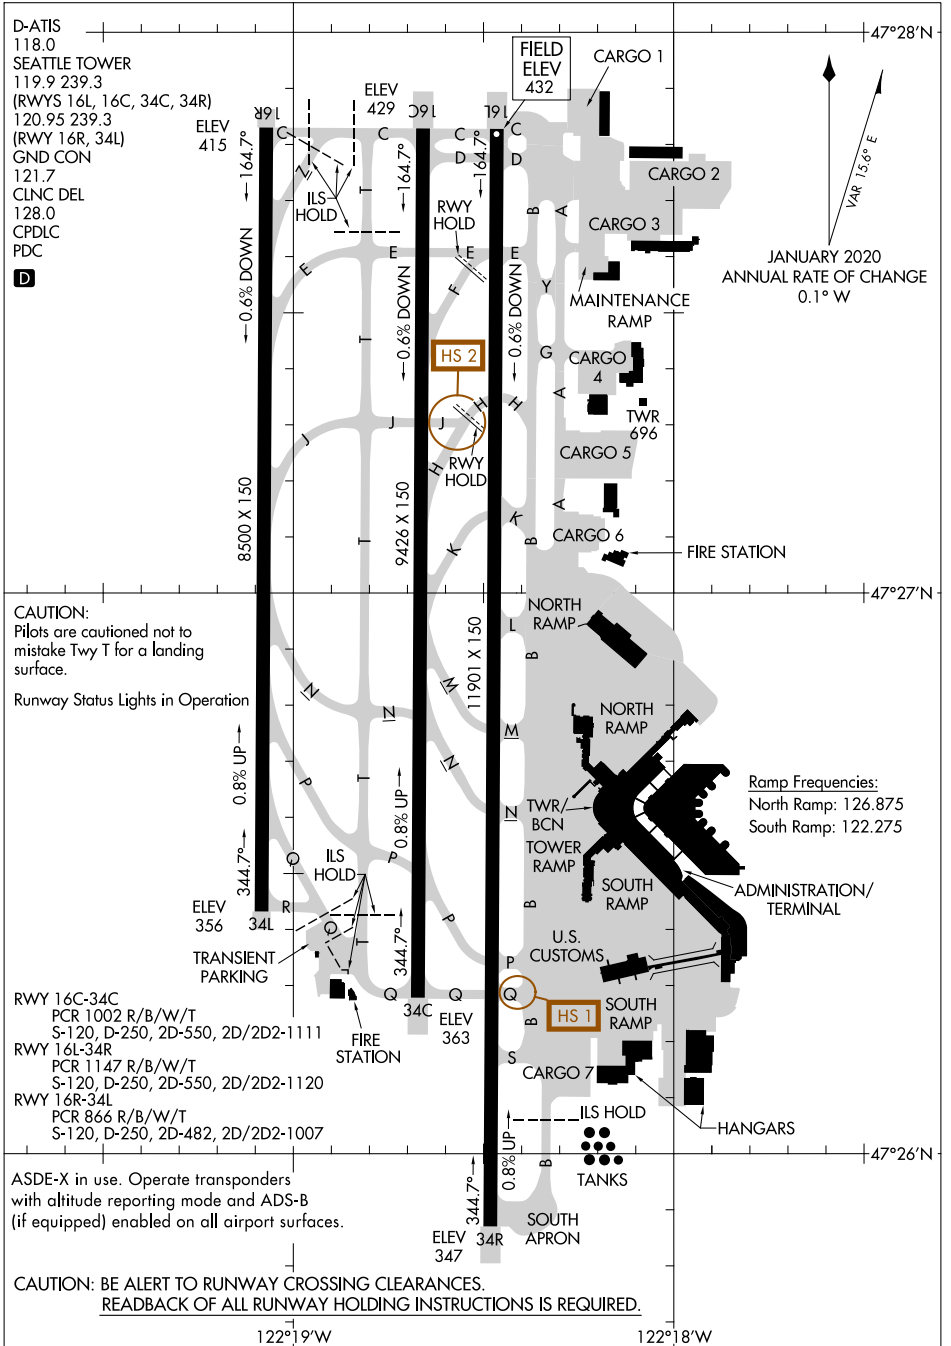 D-ATIS
118.0
SEATTLE TOWER
119.9 239.3
(RWYS 16L, 16C, 34C, 34R)
120.95 239.3
(RWY 16R, 34L)
GND CON
121.7
CLNC DEL
128.0
CPDLC
PDC
D
47°28'N
FIELD
ELEV
432
CARGO 1
CARGO 2
CARGO 3
VAR 15.6° E
JANUARY 2020
ANNUAL RATE OF CHANGE
0.1° W
ELEV
415
ELEV
429
16R
16C
16L
164.7°
164.7°
164.7°
C
C
C
C
D
D
Z
T
ILS
HOLD
RWY
HOLD
B
A
E
E
E
E
F
Y
MAINTENANCE
RAMP
0.6% DOWN
0.6% DOWN
0.6% DOWN
T
HS 2
G
CARGO
4
A
TWR
696
H
H
J
J
J
H
RWY
HOLD
CARGO 5
8500 X 150
9426 X 150
A
K
K
B
T
CARGO 6
FIRE STATION
47°27'N
CAUTION:
Pilots are cautioned not to
mistake Twy T for a landing
surface.
Runway Status Lights in Operation
NORTH
RAMP
L
B
11901 X 150
M
M
N
N
N
N
NORTH
RAMP
T
P
0.8% UP
0.8% UP
TWR/
BCN
TOWER
RAMP
Ramp Frequencies:
North Ramp: 126.875
South Ramp: 122.275
Q
P
ILS
HOLD
344.7°
SOUTH
RAMP
ADMINISTRATION/
TERMINAL
ELEV
356
34L
R
Q
P
B
T
344.7°
TRANSIENT
PARKING
U.S.
CUSTOMS
P
Q
Q
Q
34C
ELEV
363
HS 1
B
SOUTH
RAMP
FIRE
STATION
RWY 16C-34C
PCR 1002 R/B/W/T
S-120, D-250, 2D-550, 2D/2D2-1111
RWY 16L-34R
PCR 1147 R/B/W/T
S-120, D-250, 2D-550, 2D/2D2-1120
RWY 16R-34L
PCR 866 R/B/W/T
S-120, D-250, 2D-482, 2D/2D2-1007
S
CARGO 7
ILS HOLD
HANGARS
0.8% UP
B
TANKS
47°26'N
344.7°
ASDE-X in use. Operate transponders
with altitude reporting mode and ADS-B
(if equipped) enabled on all airport surfaces.
ELEV
347
34R
SOUTH
APRON
CAUTION: BE ALERT TO RUNWAY CROSSING CLEARANCES.
READBACK OF ALL RUNWAY HOLDING INSTRUCTIONS IS REQUIRED.
122°19'W
122°18'W